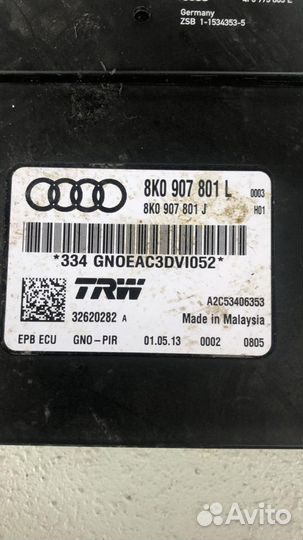 Germany
ZSB 1-1534353-5
8K0 907 801 L 0003
8K0 907 801 J H01
*334 GNOEAC3DVI052*
TRW
A2C53406353
32620282 A Made in Malaysia
EPB ECU GNO-PIR 01.05.13 0002 0805
Avito